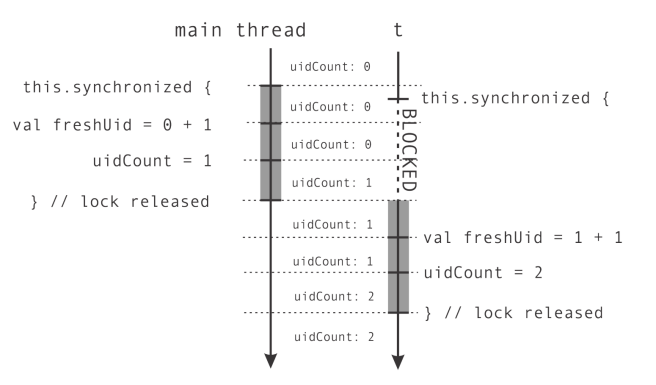 main thread t
uidCount: 0
this.synchronized {
this.synchronized {
uidCount: 0
val freshUid = 0 + 1
uidCount: 0
BLOCKED
uidCount = 1
uidCount: 1
} // lock released
uidCount: 1
val freshUid = 1 + 1
uidCount: 1
uidCount = 2
uidCount: 2
} // lock released
uidCount: 2